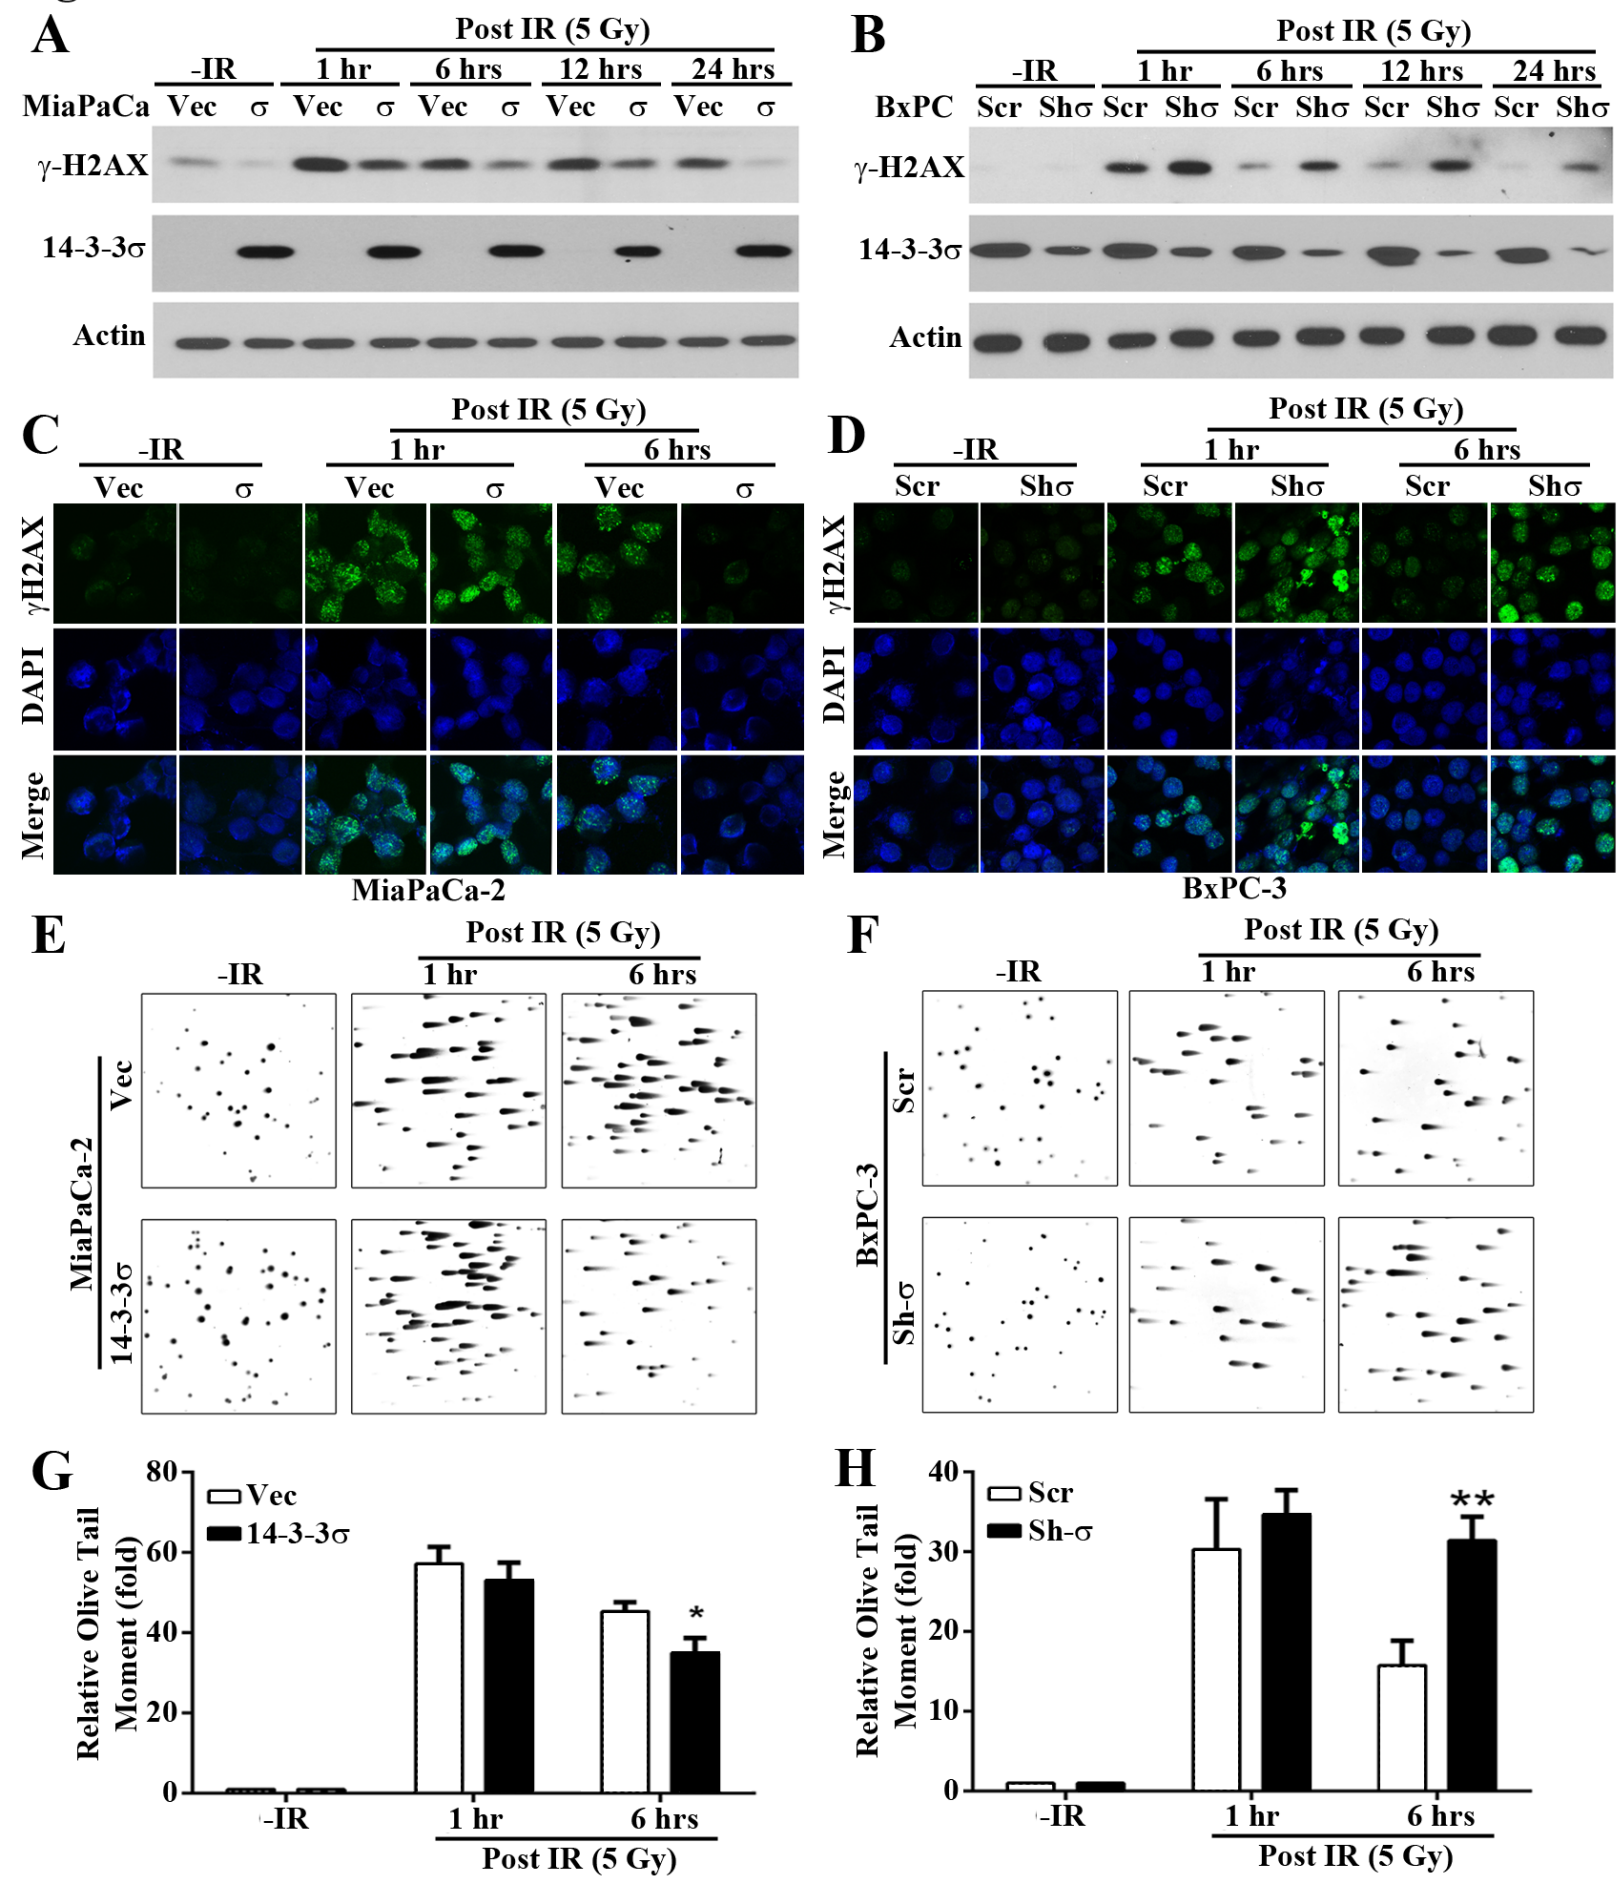 A
Post IR (5 Gy)
-IR 1 hr 6 hrs 12 hrs 24 hrs
MiaPaCa Vec σ Vec σ Vec σ Vec σ Vec σ
γ-H2AX
14-3-3σ
Actin
B
Post IR (5 Gy)
-IR 1 hr 6 hrs 12 hrs 24 hrs
BxPC Scr Shσ Scr Shσ Scr Shσ Scr Shσ Scr Shσ
γ-H2AX
14-3-3σ
Actin
C
Post IR (5 Gy)
-IR 1 hr 6 hrs
Vec σ Vec σ Vec σ
γH2AX
DAPI
Merge
MiaPaCa-2
D
Post IR (5 Gy)
-IR 1 hr 6 hrs
Scr Shσ Scr Shσ Scr Shσ
γH2AX
DAPI
Merge
BxPC-3
E
Post IR (5 Gy)
-IR 1 hr 6 hrs
MiaPaCa-2
Vec
14-3-3σ
F
Post IR (5 Gy)
-IR 1 hr 6 hrs
BxPC-3
Scr
Sh-σ
G
Relative Olive Tail
Moment (fold)
80
60
40
20
0
Vec
14-3-3σ
*
-IR 1 hr 6 hrs
Post IR (5 Gy)
H
Relative Olive Tail
Moment (fold)
40
30
20
10
0
Scr
Sh-σ
**
-IR 1 hr 6 hrs
Post IR (5 Gy)